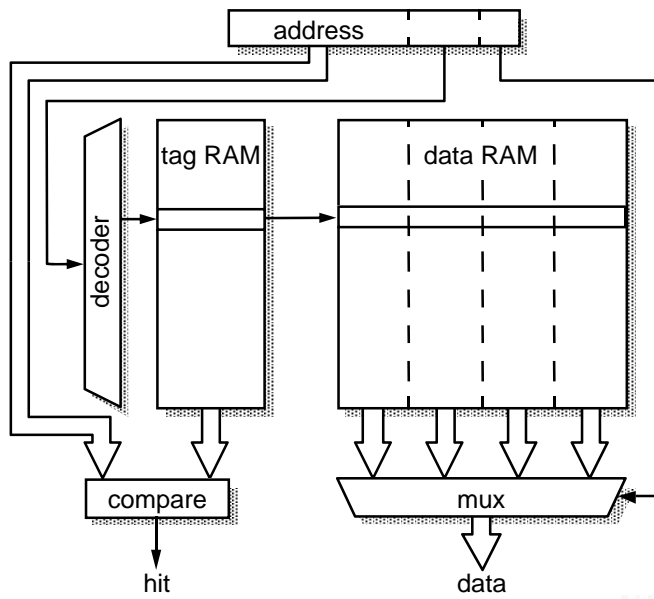 address
tag RAM
data RAM
decoder
compare
mux
hit
data